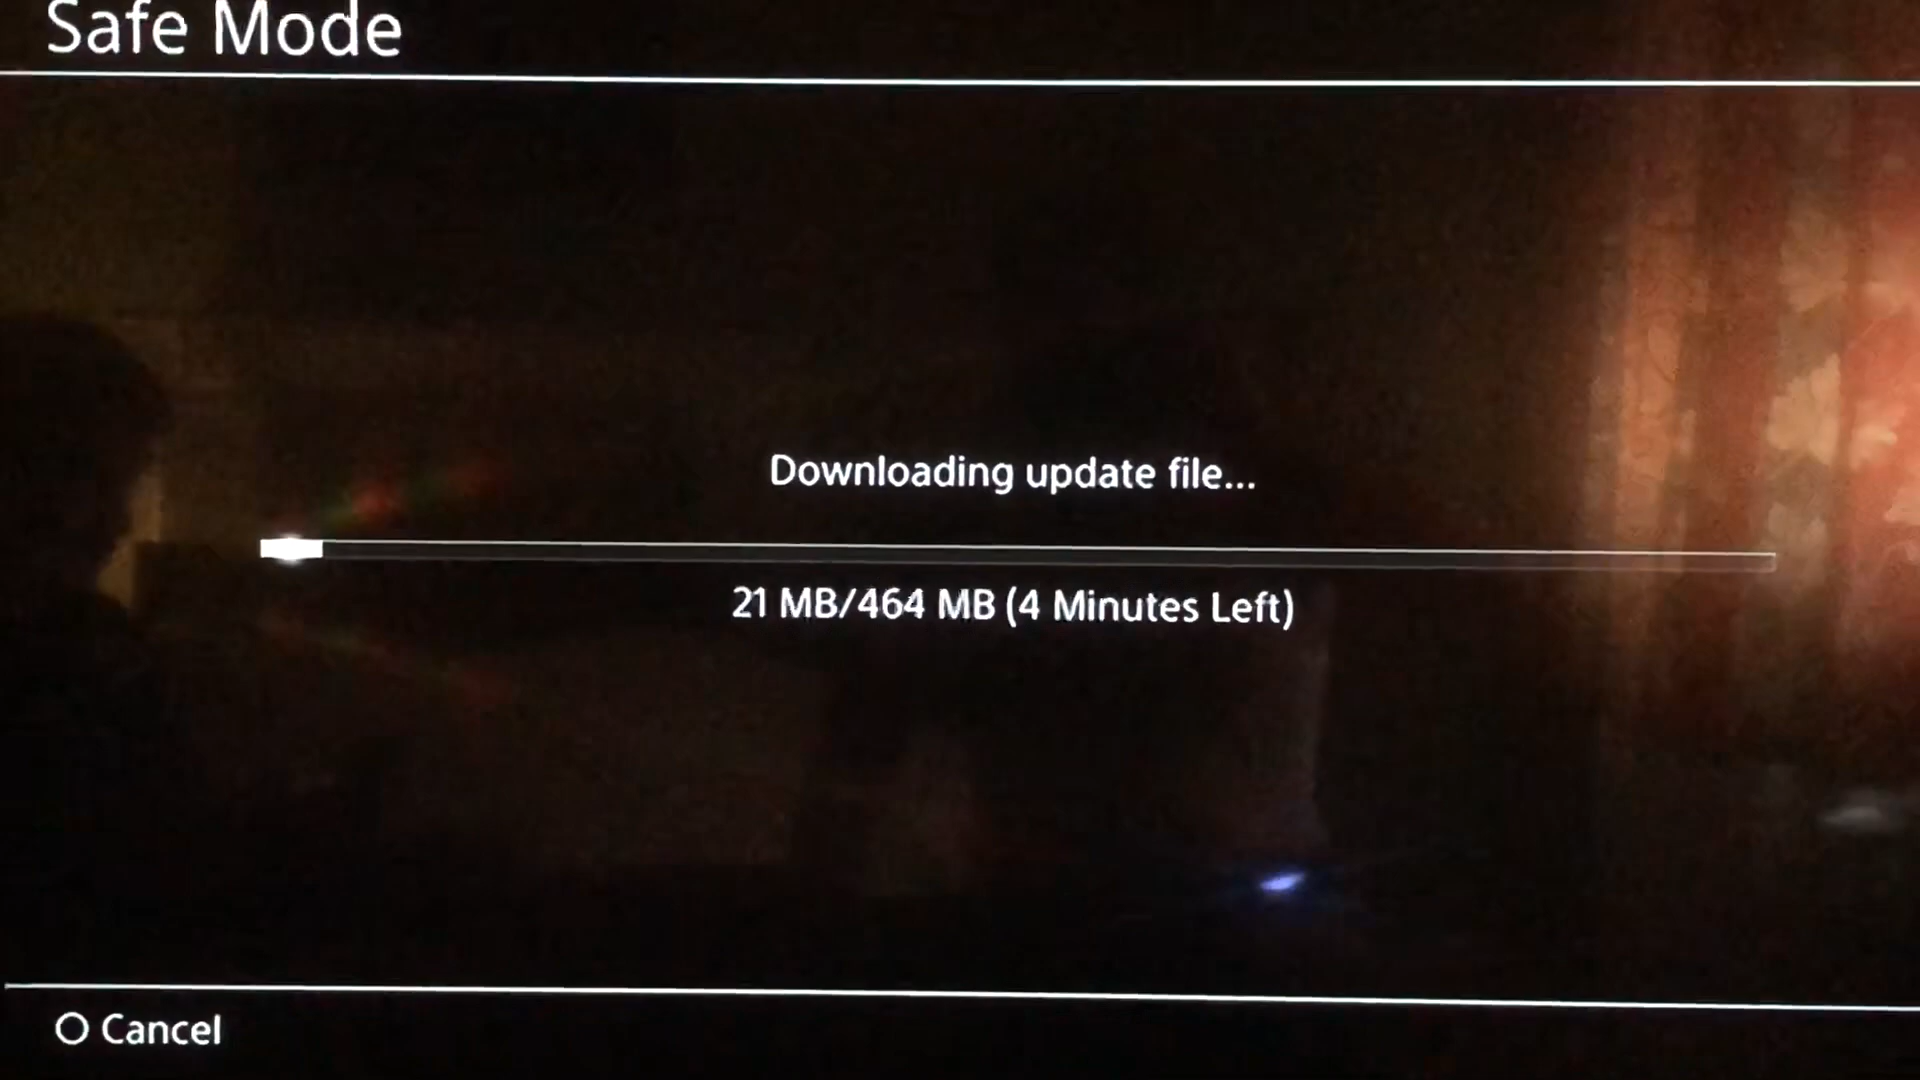 Safe Mode
Downloading update file...
21 MB/464 MB (4 Minutes Left)
Cancel